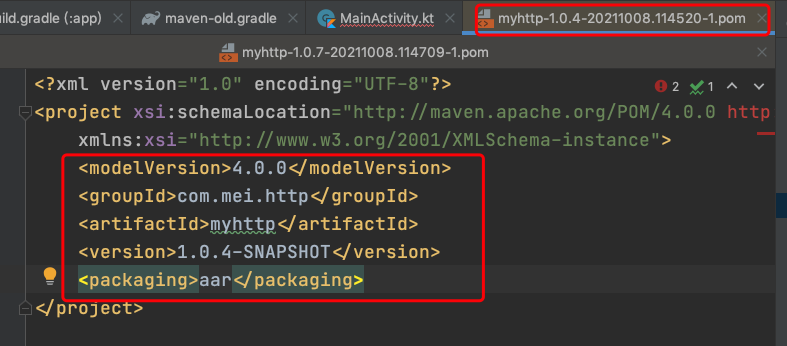 ild.gradle (:app)
maven-old.gradle
MainActivity.kt
myhttp-1.0.4-20211008.114520-1.pom
myhttp-1.0.7-20211008.114709-1.pom
<?xml version="1.0" encoding="UTF-8"?>
2
1
<project xsi:schemaLocation="http://maven.apache.org/POM/4.0.0 http
xmlns:xsi="http://www.w3.org/2001/XMLSchema-instance">
<modelVersion>4.0.0</modelVersion>
<groupId>com.mei.http</groupId>
<artifactId>myhttp</artifactId>
<version>1.0.4-SNAPSHOT</version>
<packaging>aar</packaging>
</project>